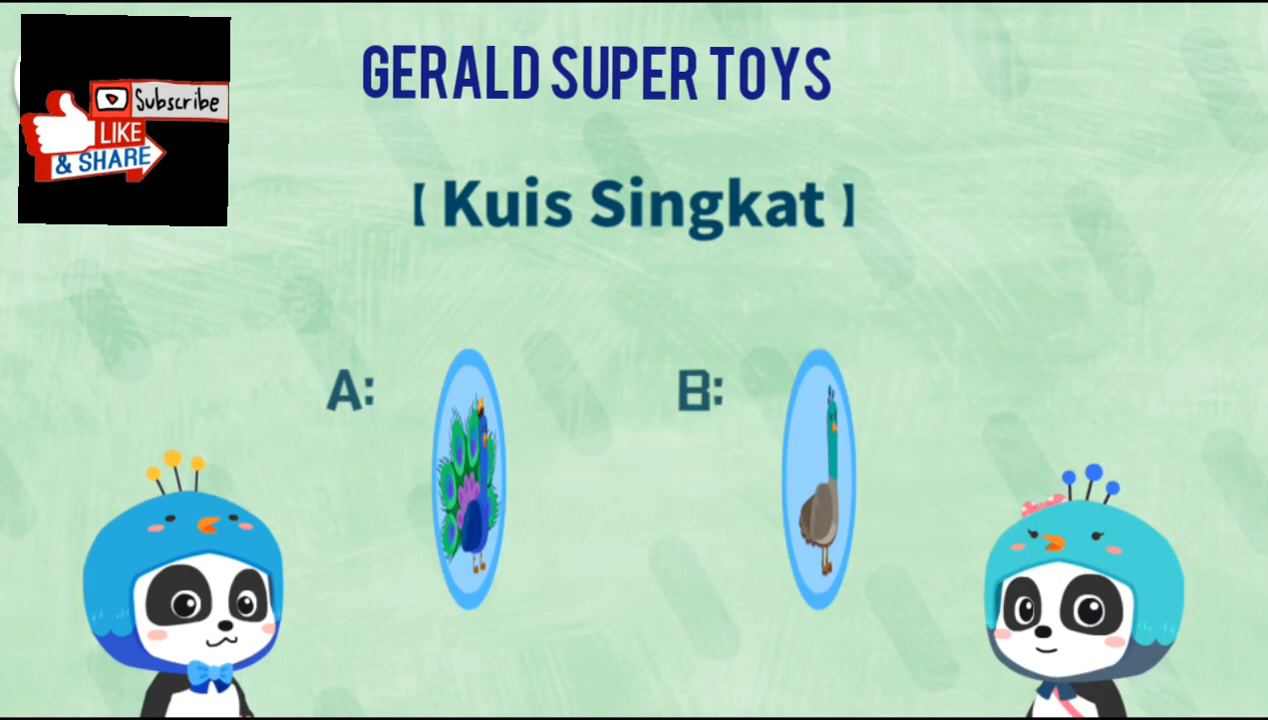 GERALD SUPER TOYS
Subscribe
LIKE
& SHARE
【Kuis Singkat】
A:
B: